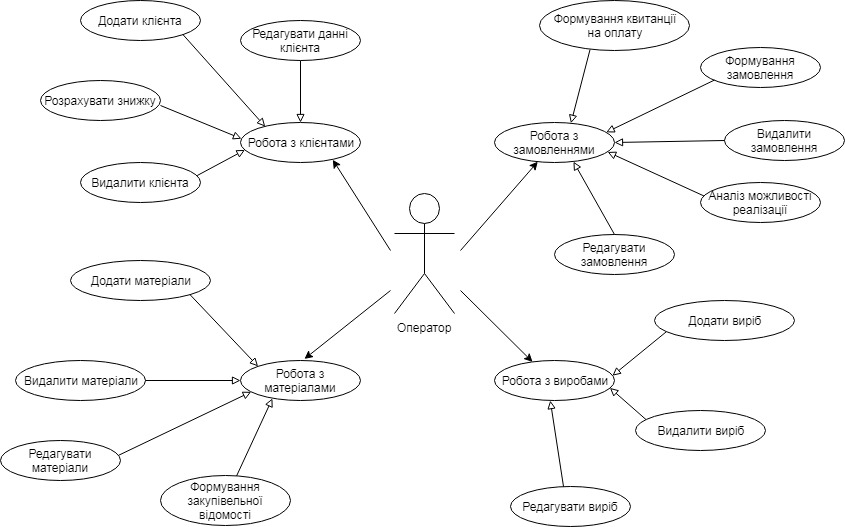 Додати клієнта
Редагувати данні
клієнта
Розрахувати знижку
Робота з клієнтами
Видалити клієнта
Формування квитанції
на оплату
Формування
замовлення
Робота з
замовленнями
Видалити
замовлення
Аналіз можливості
реалізації
Редагувати
замовлення
Оператор
Додати матеріали
Видалити матеріали
Робота з
матеріалами
Редагувати
матеріали
Формування
закупівельної
відомості
Додати виріб
Робота з виробами
Видалити виріб
Редагувати виріб